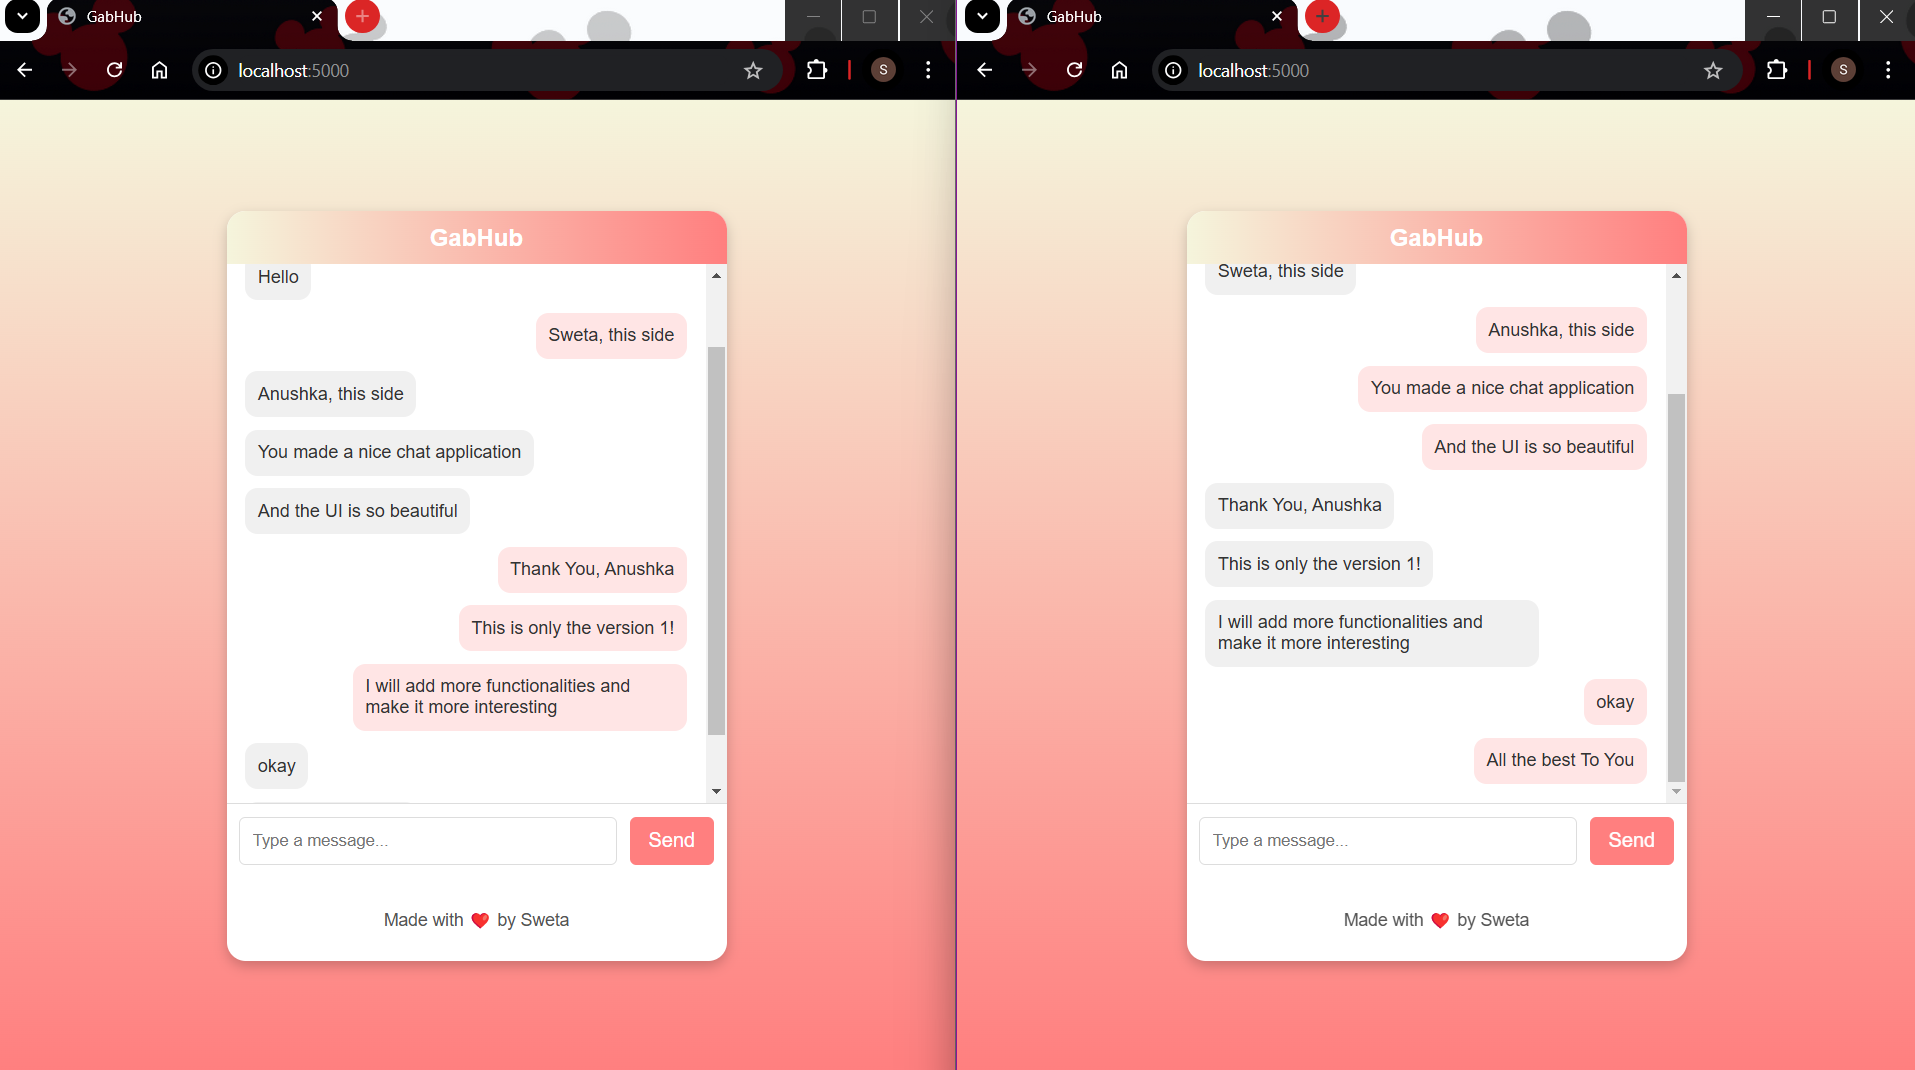 GabHub
localhost:5000
S
GabHub
Hello
Sweta, this side
Anushka, this side
You made a nice chat application
And the UI is so beautiful
Thank You, Anushka
This is only the version 1!
I will add more functionalities and
make it more interesting
okay
Type a message...
Send
Made with ❤️ by Sweta
GabHub
localhost:5000
S
GabHub
Sweta, this side
Anushka, this side
You made a nice chat application
And the UI is so beautiful
Thank You, Anushka
This is only the version 1!
I will add more functionalities and
make it more interesting
okay
All the best To You
Type a message...
Send
Made with ❤️ by Sweta